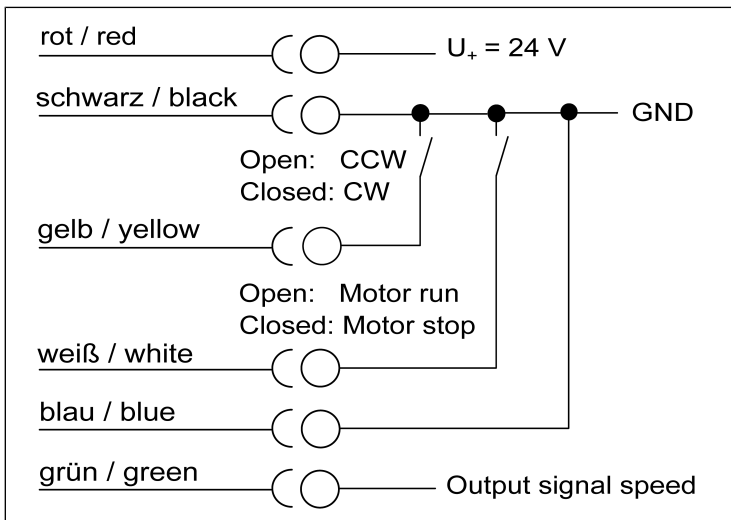 rot / red
U+ = 24 V
schwarz / black
GND
Open: CCW
Closed: CW
gelb / yellow
Open: Motor run
Closed: Motor stop
weiß / white
blau / blue
grün / green
Output signal speed